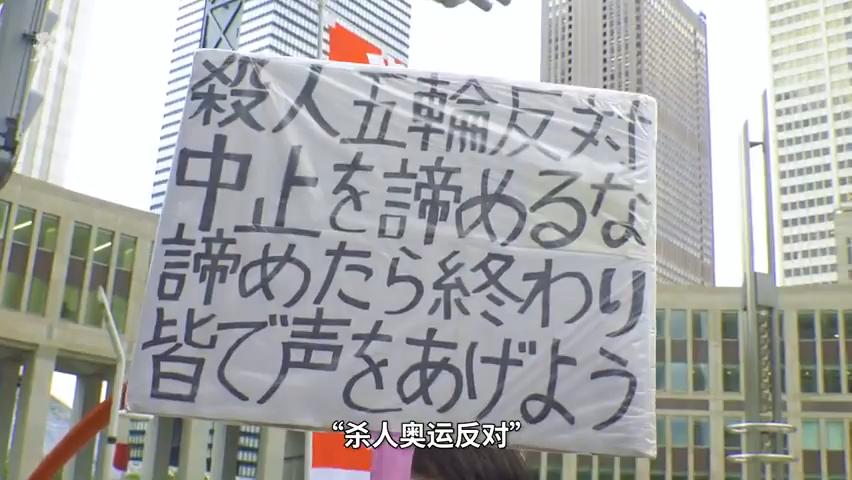 殺人五輪反対
中止を諦めるな
諦めたら終わり
皆で声をあげよう
“杀人奥运反对”